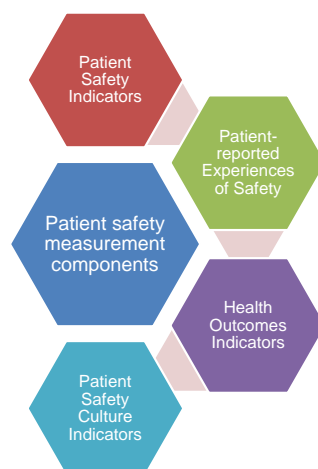 Patient
Safety
Indicators
Patient-
reported
Experiences
of Safety
Patient safety
measurement
components
Health
Outcomes
Indicators
Patient
Safety
Culture
Indicators